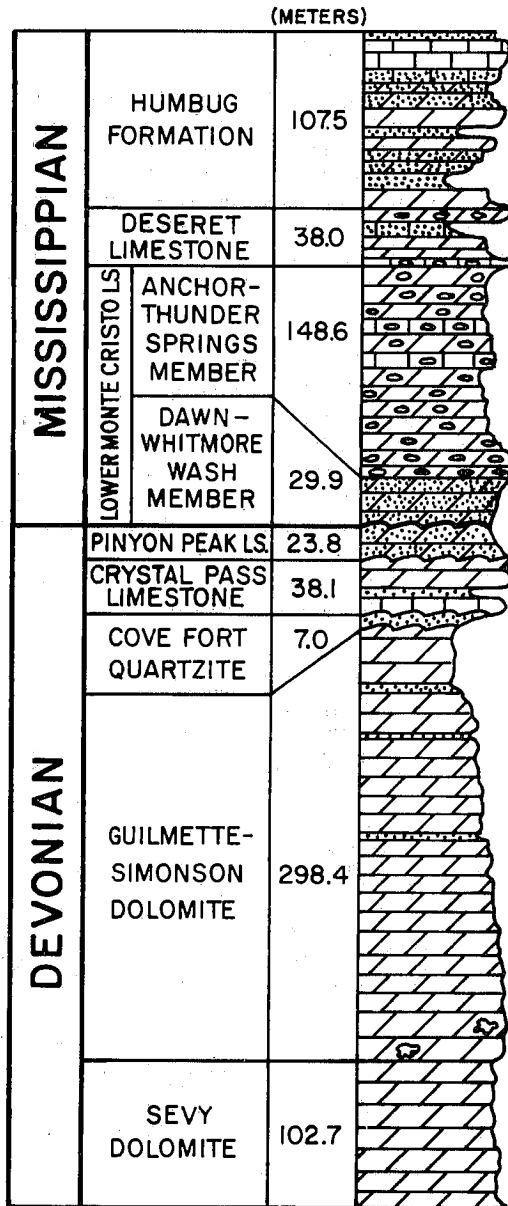 (METERS)
MISSISSIPPIAN
HUMBUG
FORMATION
107.5
DESERET
LIMESTONE
38.0
LOWER MONTE CRISTO LS
ANCHOR-
THUNDER
SPRINGS
MEMBER
148.6
DAWN-
WHITMORE
WASH
MEMBER
29.9
DEVONIAN
PINYON PEAK LS.
23.8
CRYSTAL PASS
LIMESTONE
38.1
COVE FORT
QUARTZITE
7.0
GUILMETTE-
SIMONSON
DOLOMITE
298.4
SEVY
DOLOMITE
102.7